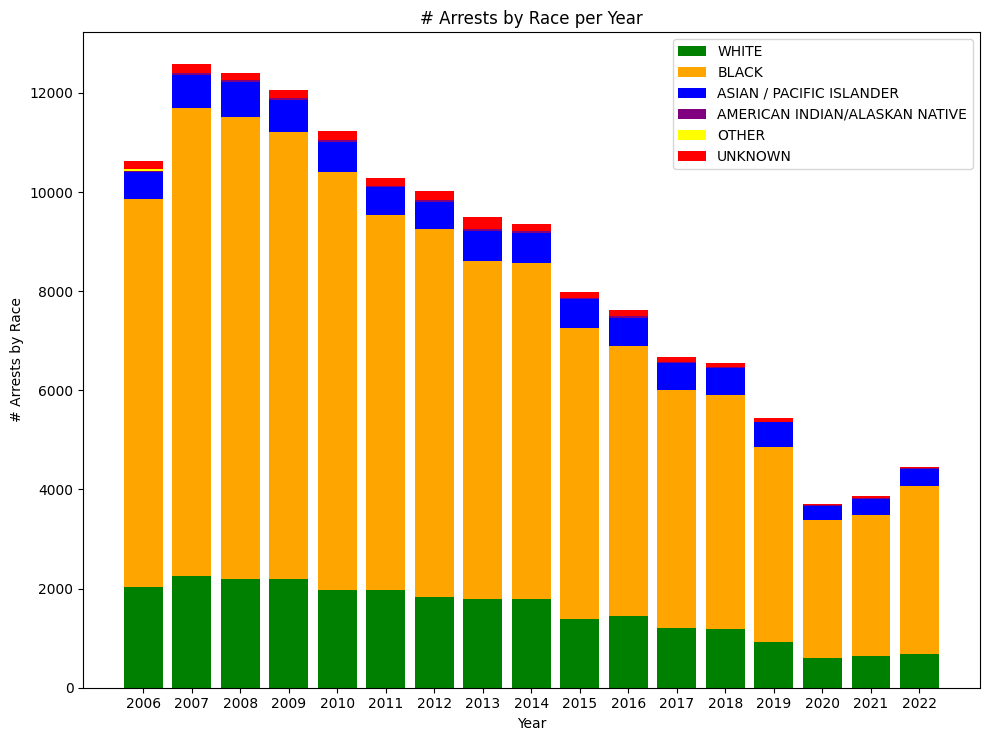 # Arrests by Race per Year
WHITE
BLACK
ASIAN / PACIFIC ISLANDER
AMERICAN INDIAN/ALASKAN NATIVE
OTHER
UNKNOWN
# Arrests by Race
12000
10000
8000
6000
4000
2000
0
2006 2007 2008 2009 2010 2011 2012 2013 2014 2015 2016 2017 2018 2019 2020 2021 2022
Year